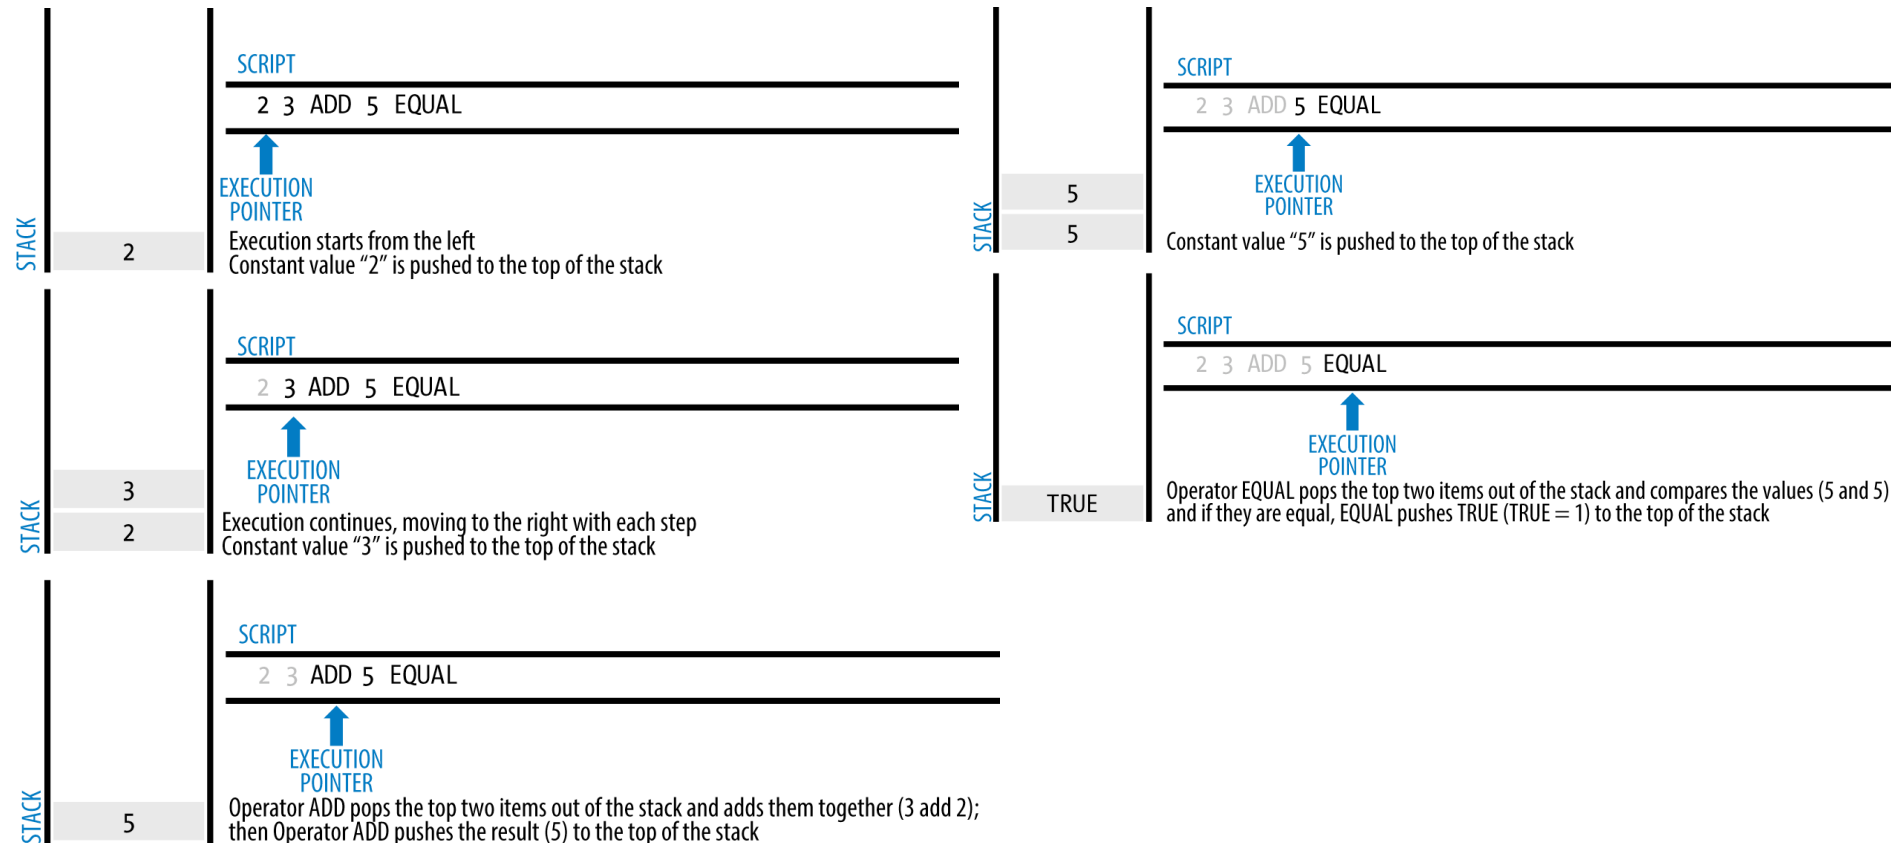 SCRIPT
2 3 ADD 5 EQUAL
EXECUTION
POINTER
STACK
2
Execution starts from the left
Constant value “2” is pushed to the top of the stack
SCRIPT
2 3 ADD 5 EQUAL
EXECUTION
POINTER
STACK
3
2
Execution continues, moving to the right with each step
Constant value “3” is pushed to the top of the stack
SCRIPT
2 3 ADD 5 EQUAL
EXECUTION
POINTER
STACK
5
Operator ADD pops the top two items out of the stack and adds them together (3 add 2);
then Operator ADD pushes the result (5) to the top of the stack
SCRIPT
2 3 ADD 5 EQUAL
EXECUTION
POINTER
STACK
5
5
Constant value “5” is pushed to the top of the stack
SCRIPT
2 3 ADD 5 EQUAL
EXECUTION
POINTER
STACK
TRUE
Operator EQUAL pops the top two items out of the stack and compares the values (5 and 5)
and if they are equal, EQUAL pushes TRUE (TRUE = 1) to the top of the stack